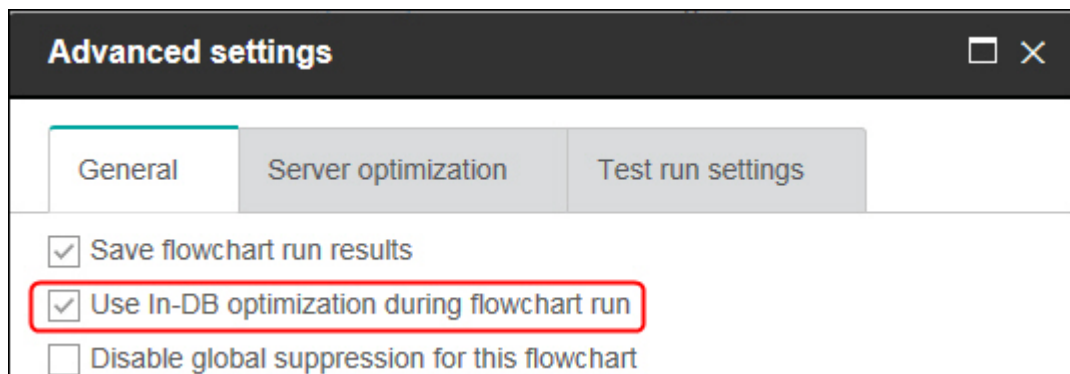 Advanced settings
General Server optimization Test run settings
Save flowchart run results
Use In-DB optimization during flowchart run
Disable global suppression for this flowchart